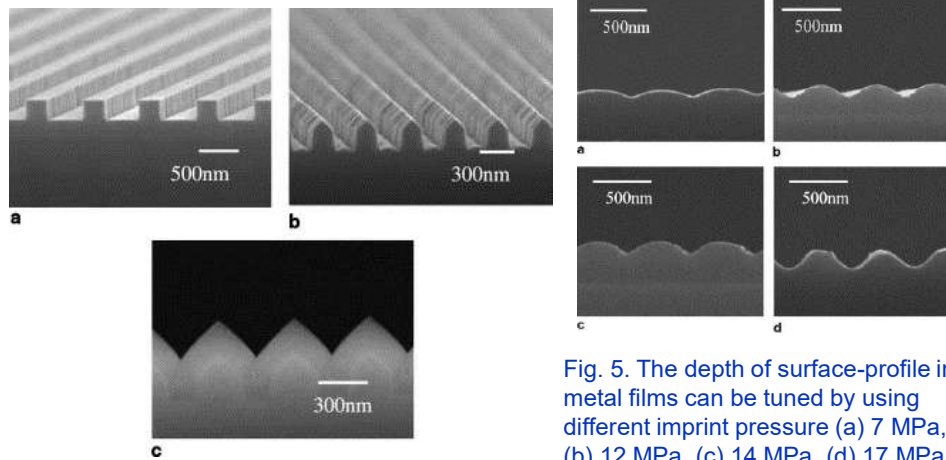 500nm
a
300nm
b
300nm
c
500nm
a
500nm
b
500nm
c
500nm
d
Fig. 5. The depth of surface-profile in
metal films can be tuned by using
different imprint pressure (a) 7 MPa,
(b) 12 MPa, (c) 14 MPa, (d) 17 MPa